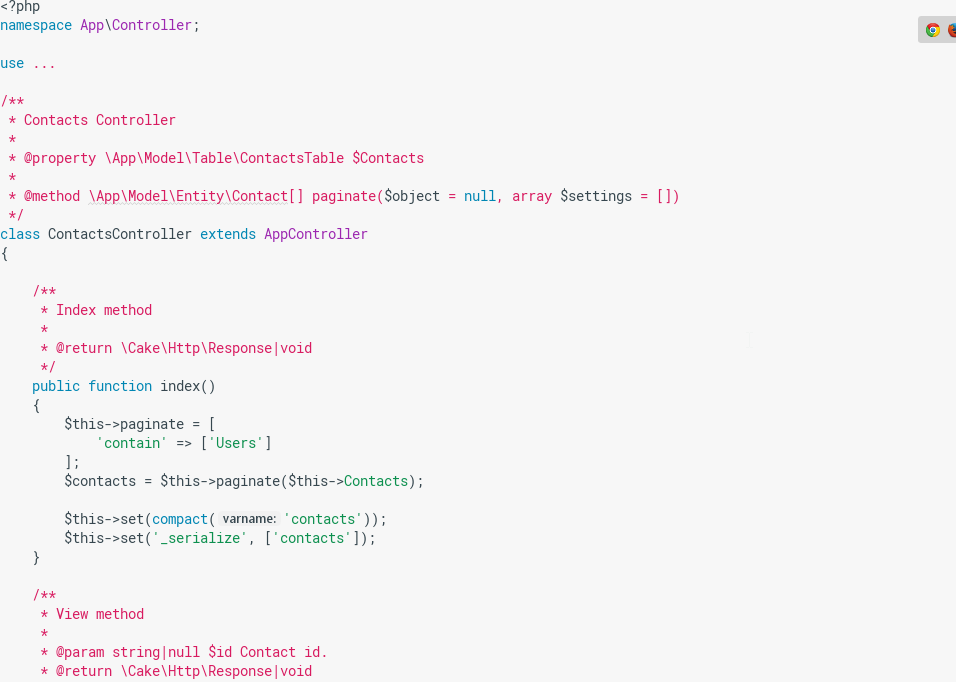 <?php
namespace App\Controller;
use ...
/**
 * Contacts Controller
 *
 * @property \App\Model\Table\ContactsTable $Contacts
 *
 * @method \App\Model\Entity\Contact[] paginate($object = null, array $settings = [])
 */
class ContactsController extends AppController
{
    /**
     * Index method
     *
     * @return \Cake\Http\Response|void
     */
    public function index()
    {
        $this->paginate = [
            'contain' => ['Users']
        ];
        $contacts = $this->paginate($this->Contacts);
        $this->set(compact( varname: 'contacts'));
        $this->set('_serialize', ['contacts']);
    }
    /**
     * View method
     *
     * @param string|null $id Contact id.
     * @return \Cake\Http\Response|void